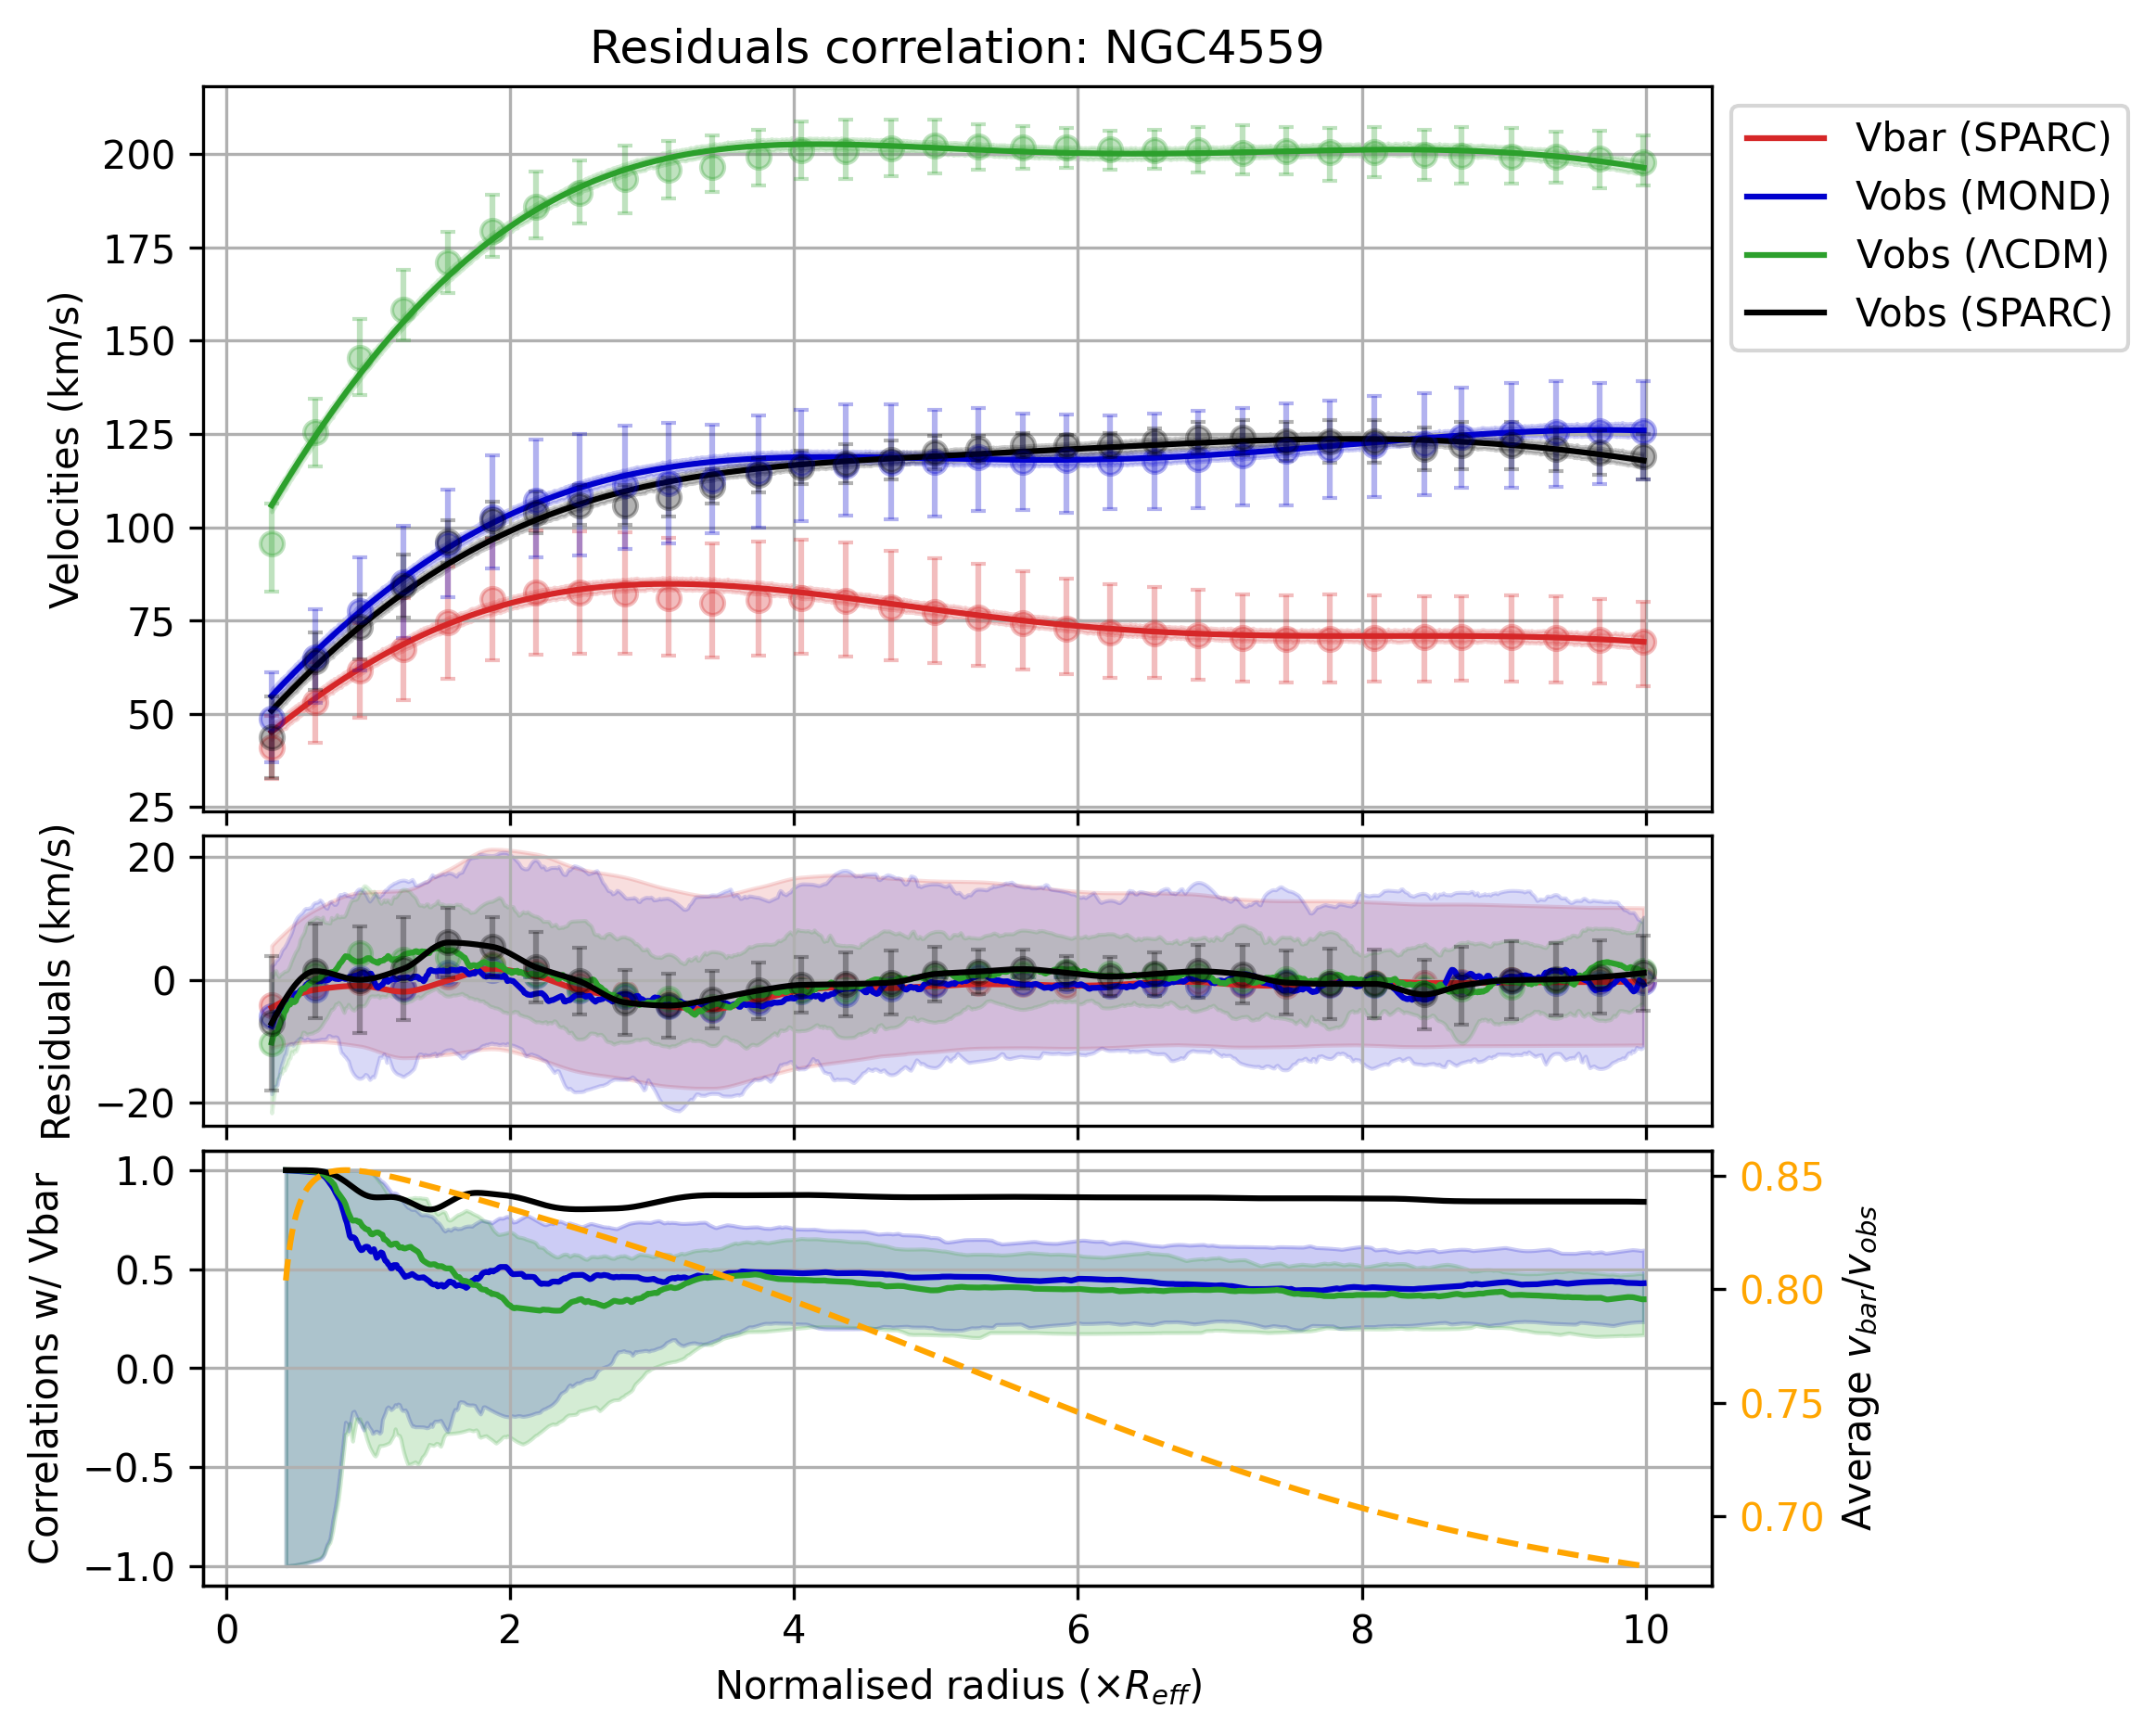 Residuals correlation: NGC4559
Velocities (km/s)
200
175
150
125
100
75
50
25
Vbar (SPARC)
Vobs (MOND)
Vobs (ΛCDM)
Vobs (SPARC)
Residuals (km/s)
20
0
−20
Correlations w/ Vbar
1.0
0.5
0.0
−0.5
−1.0
0.85
0.80
0.75
0.70
Average v_bar/v_obs
0 2 4 6 8 10
Normalised radius (×R_eff)